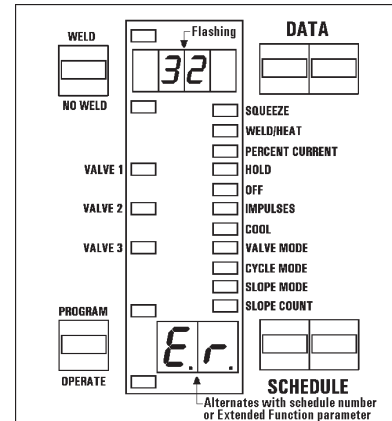 WELD
Flashing
DATA
32
NO WELD
SQUEEZE
WELD/HEAT
PERCENT CURRENT
VALVE 1
HOLD
OFF
VALVE 2
IMPULSES
COOL
VALVE 3
VALVE MODE
CYCLE MODE
SLOPE MODE
PROGRAM
SLOPE COUNT
E.r.
OPERATE
SCHEDULE
Alternates with schedule number
or Extended Function parameter